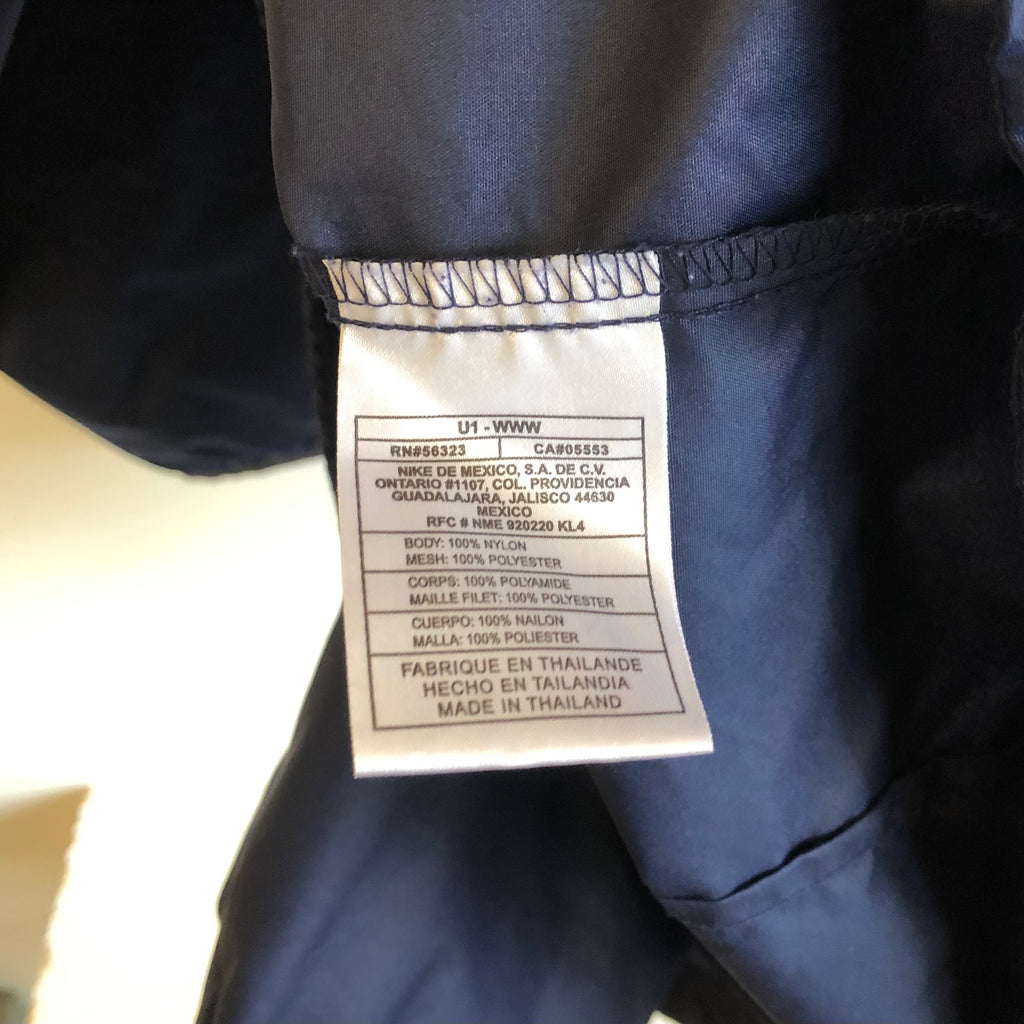 U1 - WWW
RN#56323 CA#05553
NIKE DE MEXICO, S.A. DE C.V.
ONTARIO #1107, COL. PROVIDENCIA
GUADALAJARA, JALISCO 44630
MEXICO
RFC # NME 920220 KL4
BODY: 100% NYLON
MESH: 100% POLYESTER
CORPS: 100% POLYAMIDE
MAILLE FILET: 100% POLYESTER
CUERPO: 100% NAILON
MALLA: 100% POLIESTER
FABRIQUE EN THAILANDE
HECHO EN TAILANDIA
MADE IN THAILAND